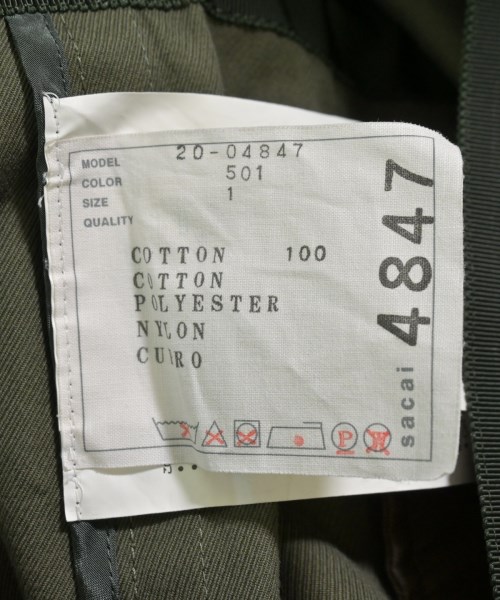 MODEL 20-04847
COLOR 501
SIZE 1
QUALITY
COTTON 100
COTTON
POLYESTER
NYLON
CUIRO
P
W
sacai 4847